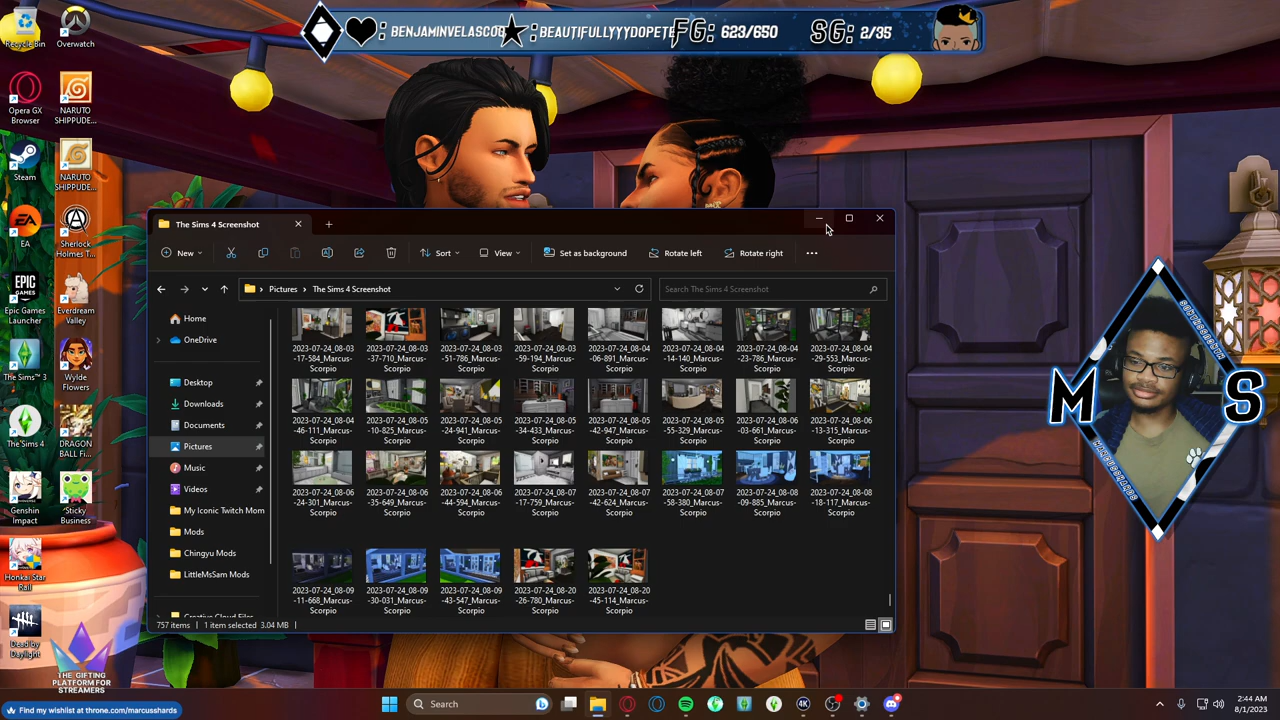 : BENJAMINVELASCO
: BEAUTIFULLYYYDOPETE
FG: 623/650
SG: 2/35
Recycle Bin
Overwatch
Opera GX
Browser
NARUTO
SHIPPUDE...
Steam
NARUTO
SHIPPUDE...
EA
Sherlock
Holmes T...
Epic Games
Launcher
Everdream
Valley
The Sims™ 3
Wylde
Flowers
The Sims 4
DRAGON
BALL Fi...
Genshin
Impact
Sticky
Business
Honkai Star
Rail
Dead by
Daylight
THE GIFTING
PLATFORM FOR
STREAMERS
Find my wishlist at throne.com/marcusshards
The Sims 4 Screenshot
New
Sort
View
Set as background
Rotate left
Rotate right
Pictures > The Sims 4 Screenshot
Search The Sims 4 Screenshot
Home
OneDrive
Desktop
Downloads
Documents
Pictures
Music
Videos
My Iconic Twitch Mom
Mods
Chingyu Mods
LittleMsSam Mods
Creative Cloud Files
2023-07-24_08-03
-17-584_Marcus-
Scorpio
2023-07-24_08-03
-37-710_Marcus-
Scorpio
2023-07-24_08-03
-51-786_Marcus-
Scorpio
2023-07-24_08-03
-59-194_Marcus-
Scorpio
2023-07-24_08-04
-06-891_Marcus-
Scorpio
2023-07-24_08-04
-14-140_Marcus-
Scorpio
2023-07-24_08-04
-23-786_Marcus-
Scorpio
2023-07-24_08-04
-29-553_Marcus-
Scorpio
2023-07-24_08-04
-46-111_Marcus-
Scorpio
2023-07-24_08-05
-10-825_Marcus-
Scorpio
2023-07-24_08-05
-24-941_Marcus-
Scorpio
2023-07-24_08-05
-34-433_Marcus-
Scorpio
2023-07-24_08-05
-42-947_Marcus-
Scorpio
2023-07-24_08-05
-55-329_Marcus-
Scorpio
2023-07-24_08-06
-03-661_Marcus-
Scorpio
2023-07-24_08-06
-13-315_Marcus-
Scorpio
2023-07-24_08-06
-24-301_Marcus-
Scorpio
2023-07-24_08-06
-35-649_Marcus-
Scorpio
2023-07-24_08-06
-44-594_Marcus-
Scorpio
2023-07-24_08-07
-17-759_Marcus-
Scorpio
2023-07-24_08-07
-42-624_Marcus-
Scorpio
2023-07-24_08-07
-58-380_Marcus-
Scorpio
2023-07-24_08-08
-09-885_Marcus-
Scorpio
2023-07-24_08-08
-18-117_Marcus-
Scorpio
2023-07-24_08-09
-11-668_Marcus-
Scorpio
2023-07-24_08-09
-30-031_Marcus-
Scorpio
2023-07-24_08-09
-43-547_Marcus-
Scorpio
2023-07-24_08-20
-26-780_Marcus-
Scorpio
2023-07-24_08-20
-45-114_Marcus-
Scorpio
757 items | 1 item selected 3.04 MB |
M S
MARCUSSHARDS
Search
4K
2:44 AM
8/1/2023